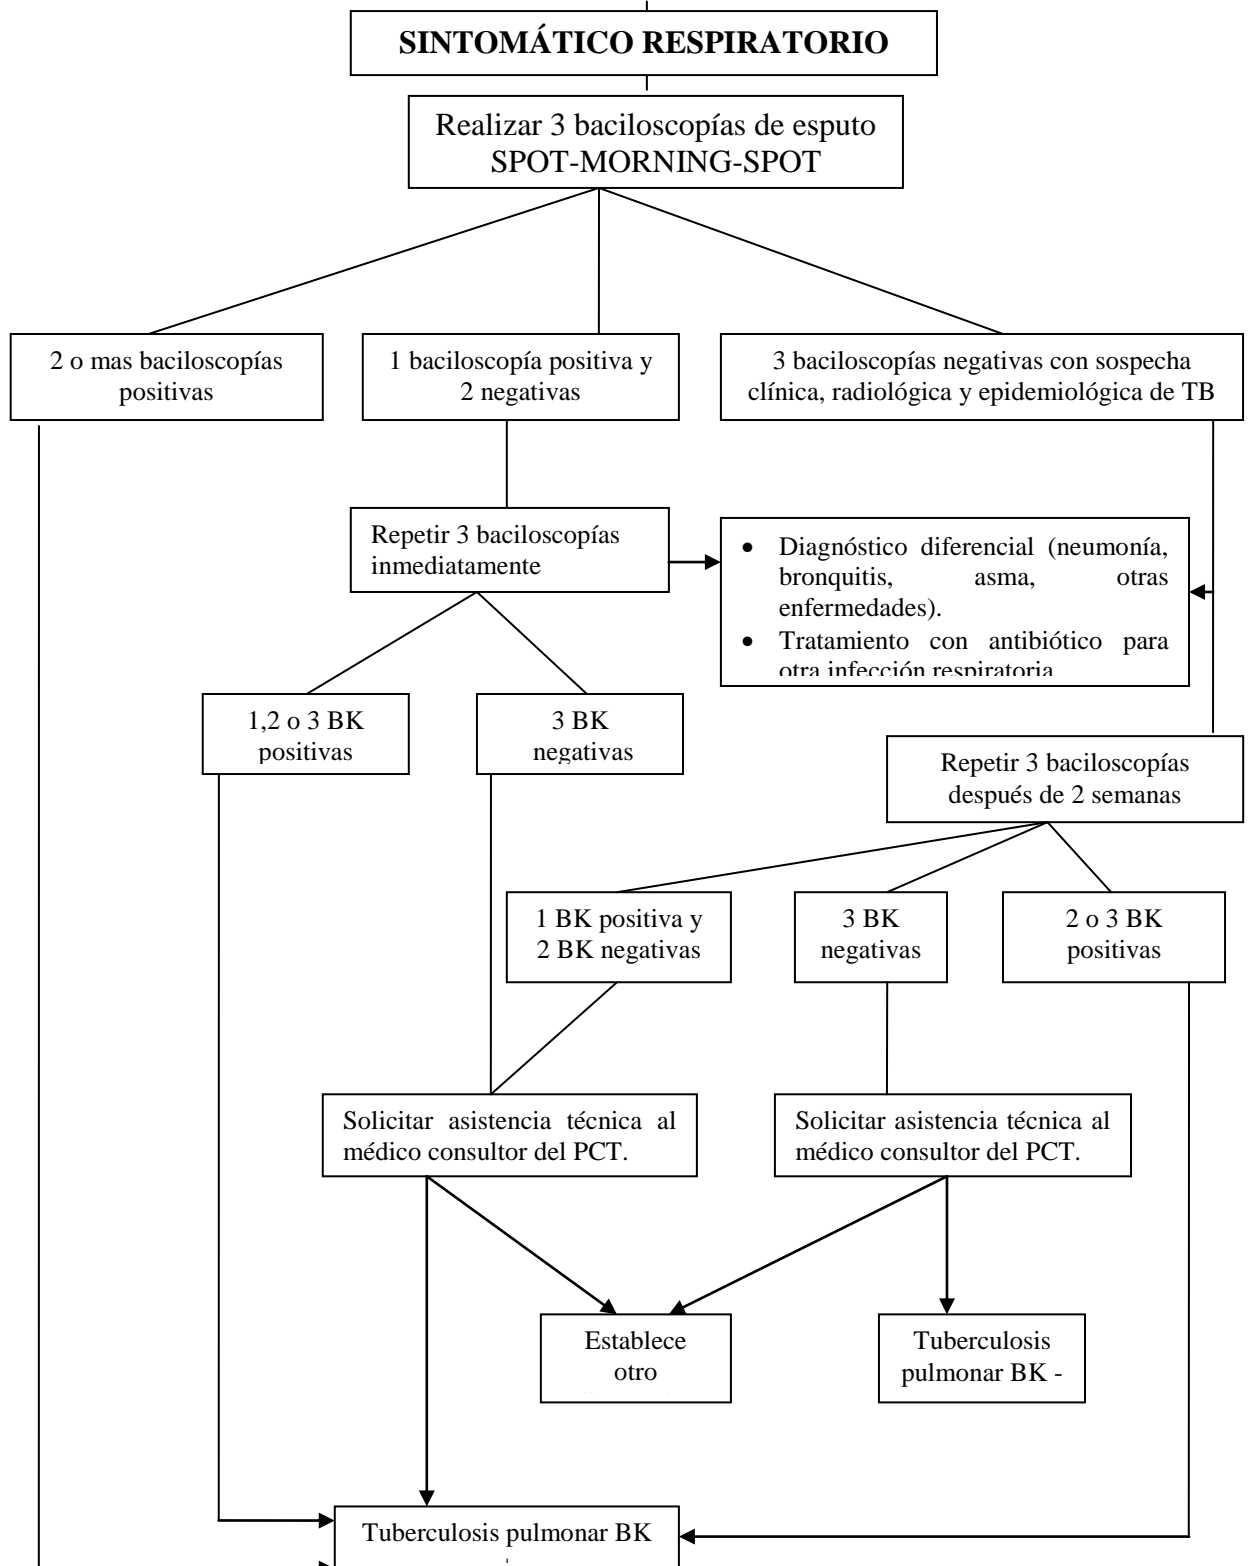 SINTOMÁTICO RESPIRATORIO
Realizar 3 baciloscopías de esputo
SPOT-MORNING-SPOT
2 o mas baciloscopías
positivas
1 baciloscopía positiva y
2 negativas
3 baciloscopías negativas con sospecha
clínica, radiológica y epidemiológica de TB
Repetir 3 baciloscopías
inmediatamente
• Diagnóstico diferencial (neumonía,
bronquitis, asma, otras
enfermedades).
• Tratamiento con antibiótico para
otra infección respiratoria
1,2 o 3 BK
positivas
3 BK
negativas
Repetir 3 baciloscopías
después de 2 semanas
1 BK positiva y
2 BK negativas
3 BK
negativas
2 o 3 BK
positivas
Solicitar asistencia técnica al
médico consultor del PCT.
Solicitar asistencia técnica al
médico consultor del PCT.
Establece
otro
Tuberculosis
pulmonar BK -
Tuberculosis pulmonar BK